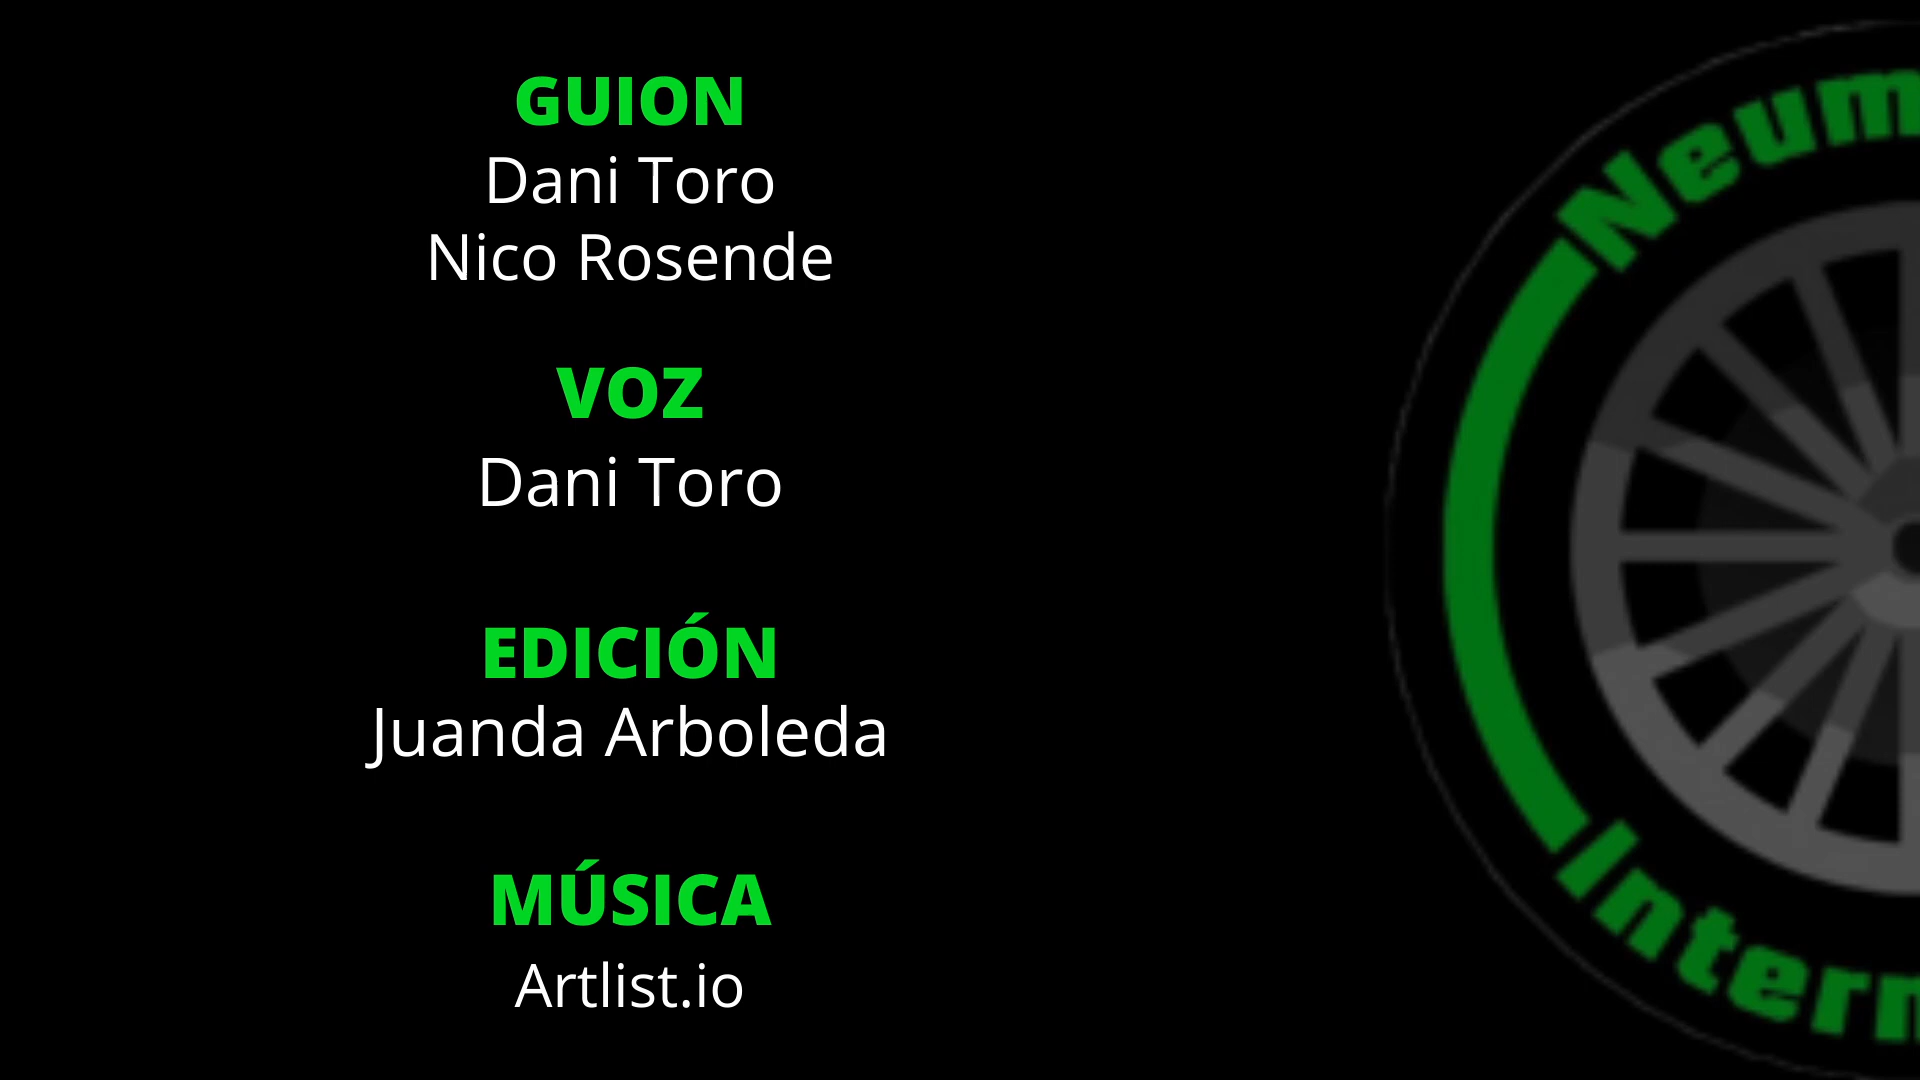 GUION
Dani Toro
Nico Rosende
VOZ
Dani Toro
EDICIÓN
Juanda Arboleda
MÚSICA
Artlist.io
Neum
Intern